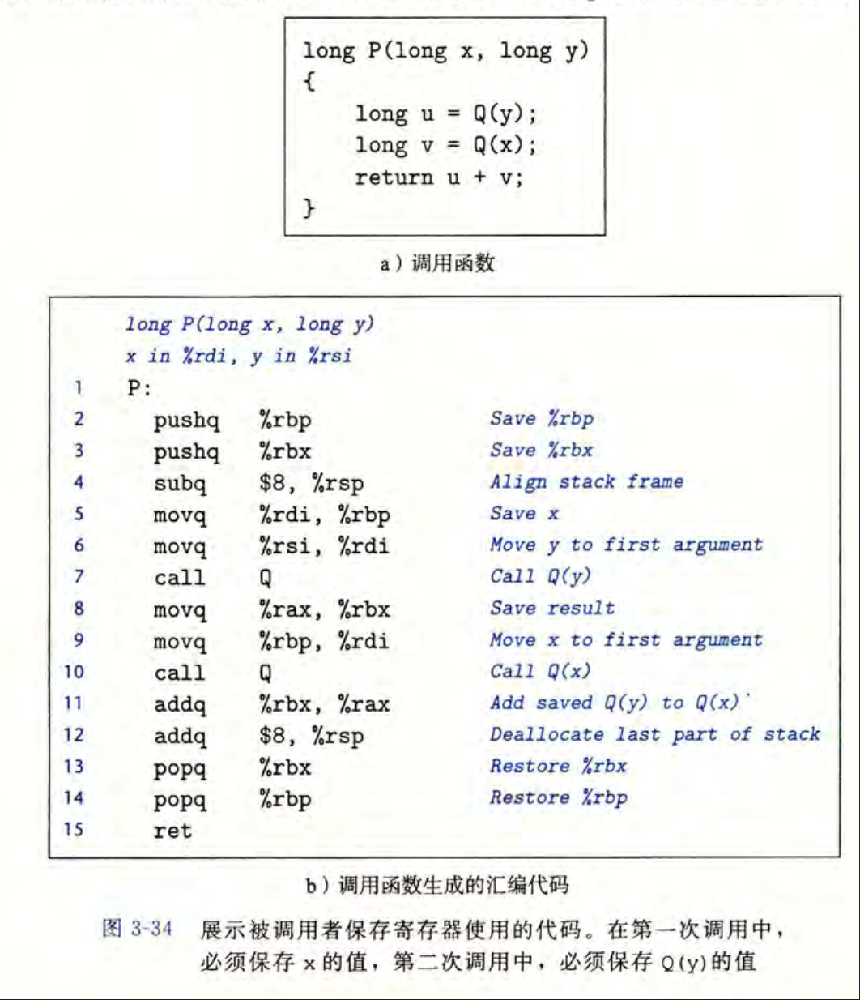 long P(long x, long y)
{
long u = Q(y);
long v = Q(x);
return u + v;
}
a）调用函数
long P(long x, long y)
x in %rdi, y in %rsi
1 P:
2 pushq %rbp Save %rbp
3 pushq %rbx Save %rbx
4 subq $8, %rsp Align stack frame
5 movq %rdi, %rbp Save x
6 movq %rsi, %rdi Move y to first argument
7 call Q Call Q(y)
8 movq %rax, %rbx Save result
9 movq %rbp, %rdi Move x to first argument
10 call Q Call Q(x)
11 addq %rbx, %rax Add saved Q(y) to Q(x)
12 addq $8, %rsp Deallocate last part of stack
13 popq %rbx Restore %rbx
14 popq %rbp Restore %rbp
15 ret
b）调用函数生成的汇编代码
图 3-34 展示被调用者保存寄存器使用的代码。在第一次调用中，
必须保存 x 的值，第二次调用中，必须保存 Q(y)的值